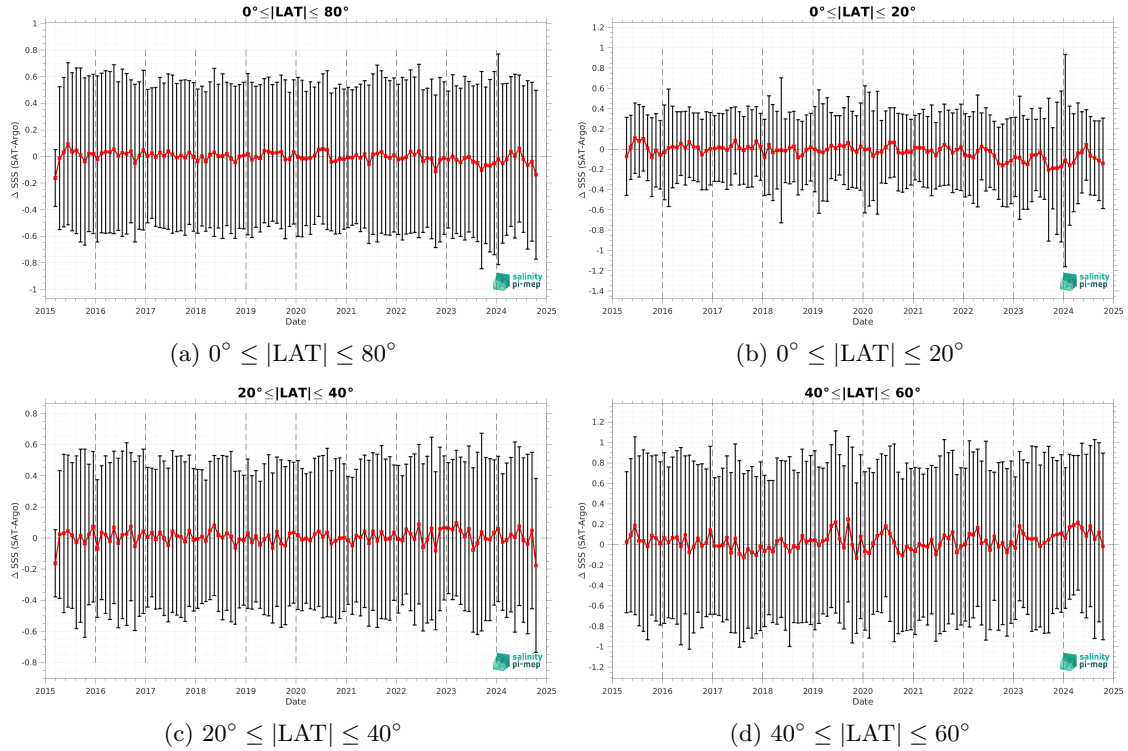 0°≤|LAT|≤ 80°
1
0.8
0.6
0.4
0.2
0
-0.2
-0.4
-0.6
-0.8
-1
Δ SSS (SAT-Argo)
2015 2016 2017 2018 2019 2020 2021 2022 2023 2024 2025
Date
salinity
pi-mep
(a) 0° ≤ |LAT| ≤ 80°
0°≤|LAT|≤ 20°
1.2
1
0.8
0.6
0.4
0.2
0
-0.2
-0.4
-0.6
-0.8
-1
-1.2
-1.4
Δ SSS (SAT-Argo)
2015 2016 2017 2018 2019 2020 2021 2022 2023 2024 2025
Date
salinity
pi-mep
(b) 0° ≤ |LAT| ≤ 20°
20°≤|LAT|≤ 40°
0.8
0.6
0.4
0.2
0
-0.2
-0.4
-0.6
-0.8
Δ SSS (SAT-Argo)
2015 2016 2017 2018 2019 2020 2021 2022 2023 2024 2025
Date
salinity
pi-mep
(c) 20° ≤ |LAT| ≤ 40°
40°≤|LAT|≤ 60°
1.2
1
0.8
0.6
0.4
0.2
0
-0.2
-0.4
-0.6
-0.8
-1
-1.2
Δ SSS (SAT-Argo)
2015 2016 2017 2018 2019 2020 2021 2022 2023 2024 2025
Date
salinity
pi-mep
(d) 40° ≤ |LAT| ≤ 60°